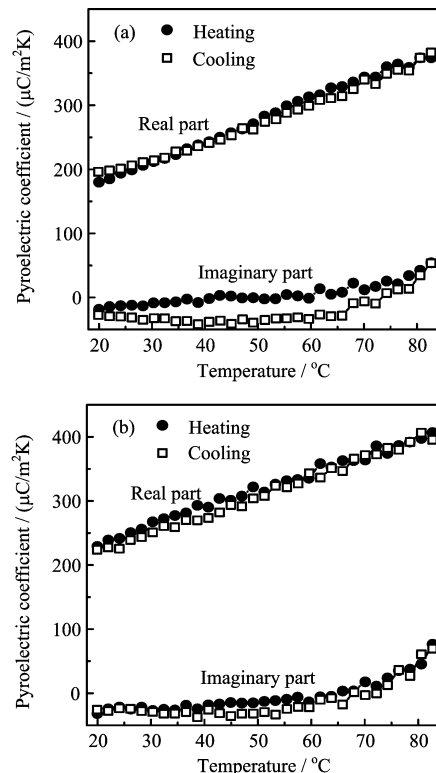 (a)
Heating
Cooling
Real part
Imaginary part
400
300
200
100
0
20 30 40 50 60 70 80
Pyroelectric coefficient / (μC/m²K)
Temperature / °C
(b)
Heating
Cooling
Real part
Imaginary part
400
300
200
100
0
20 30 40 50 60 70 80
Pyroelectric coefficient / (μC/m²K)
Temperature / °C